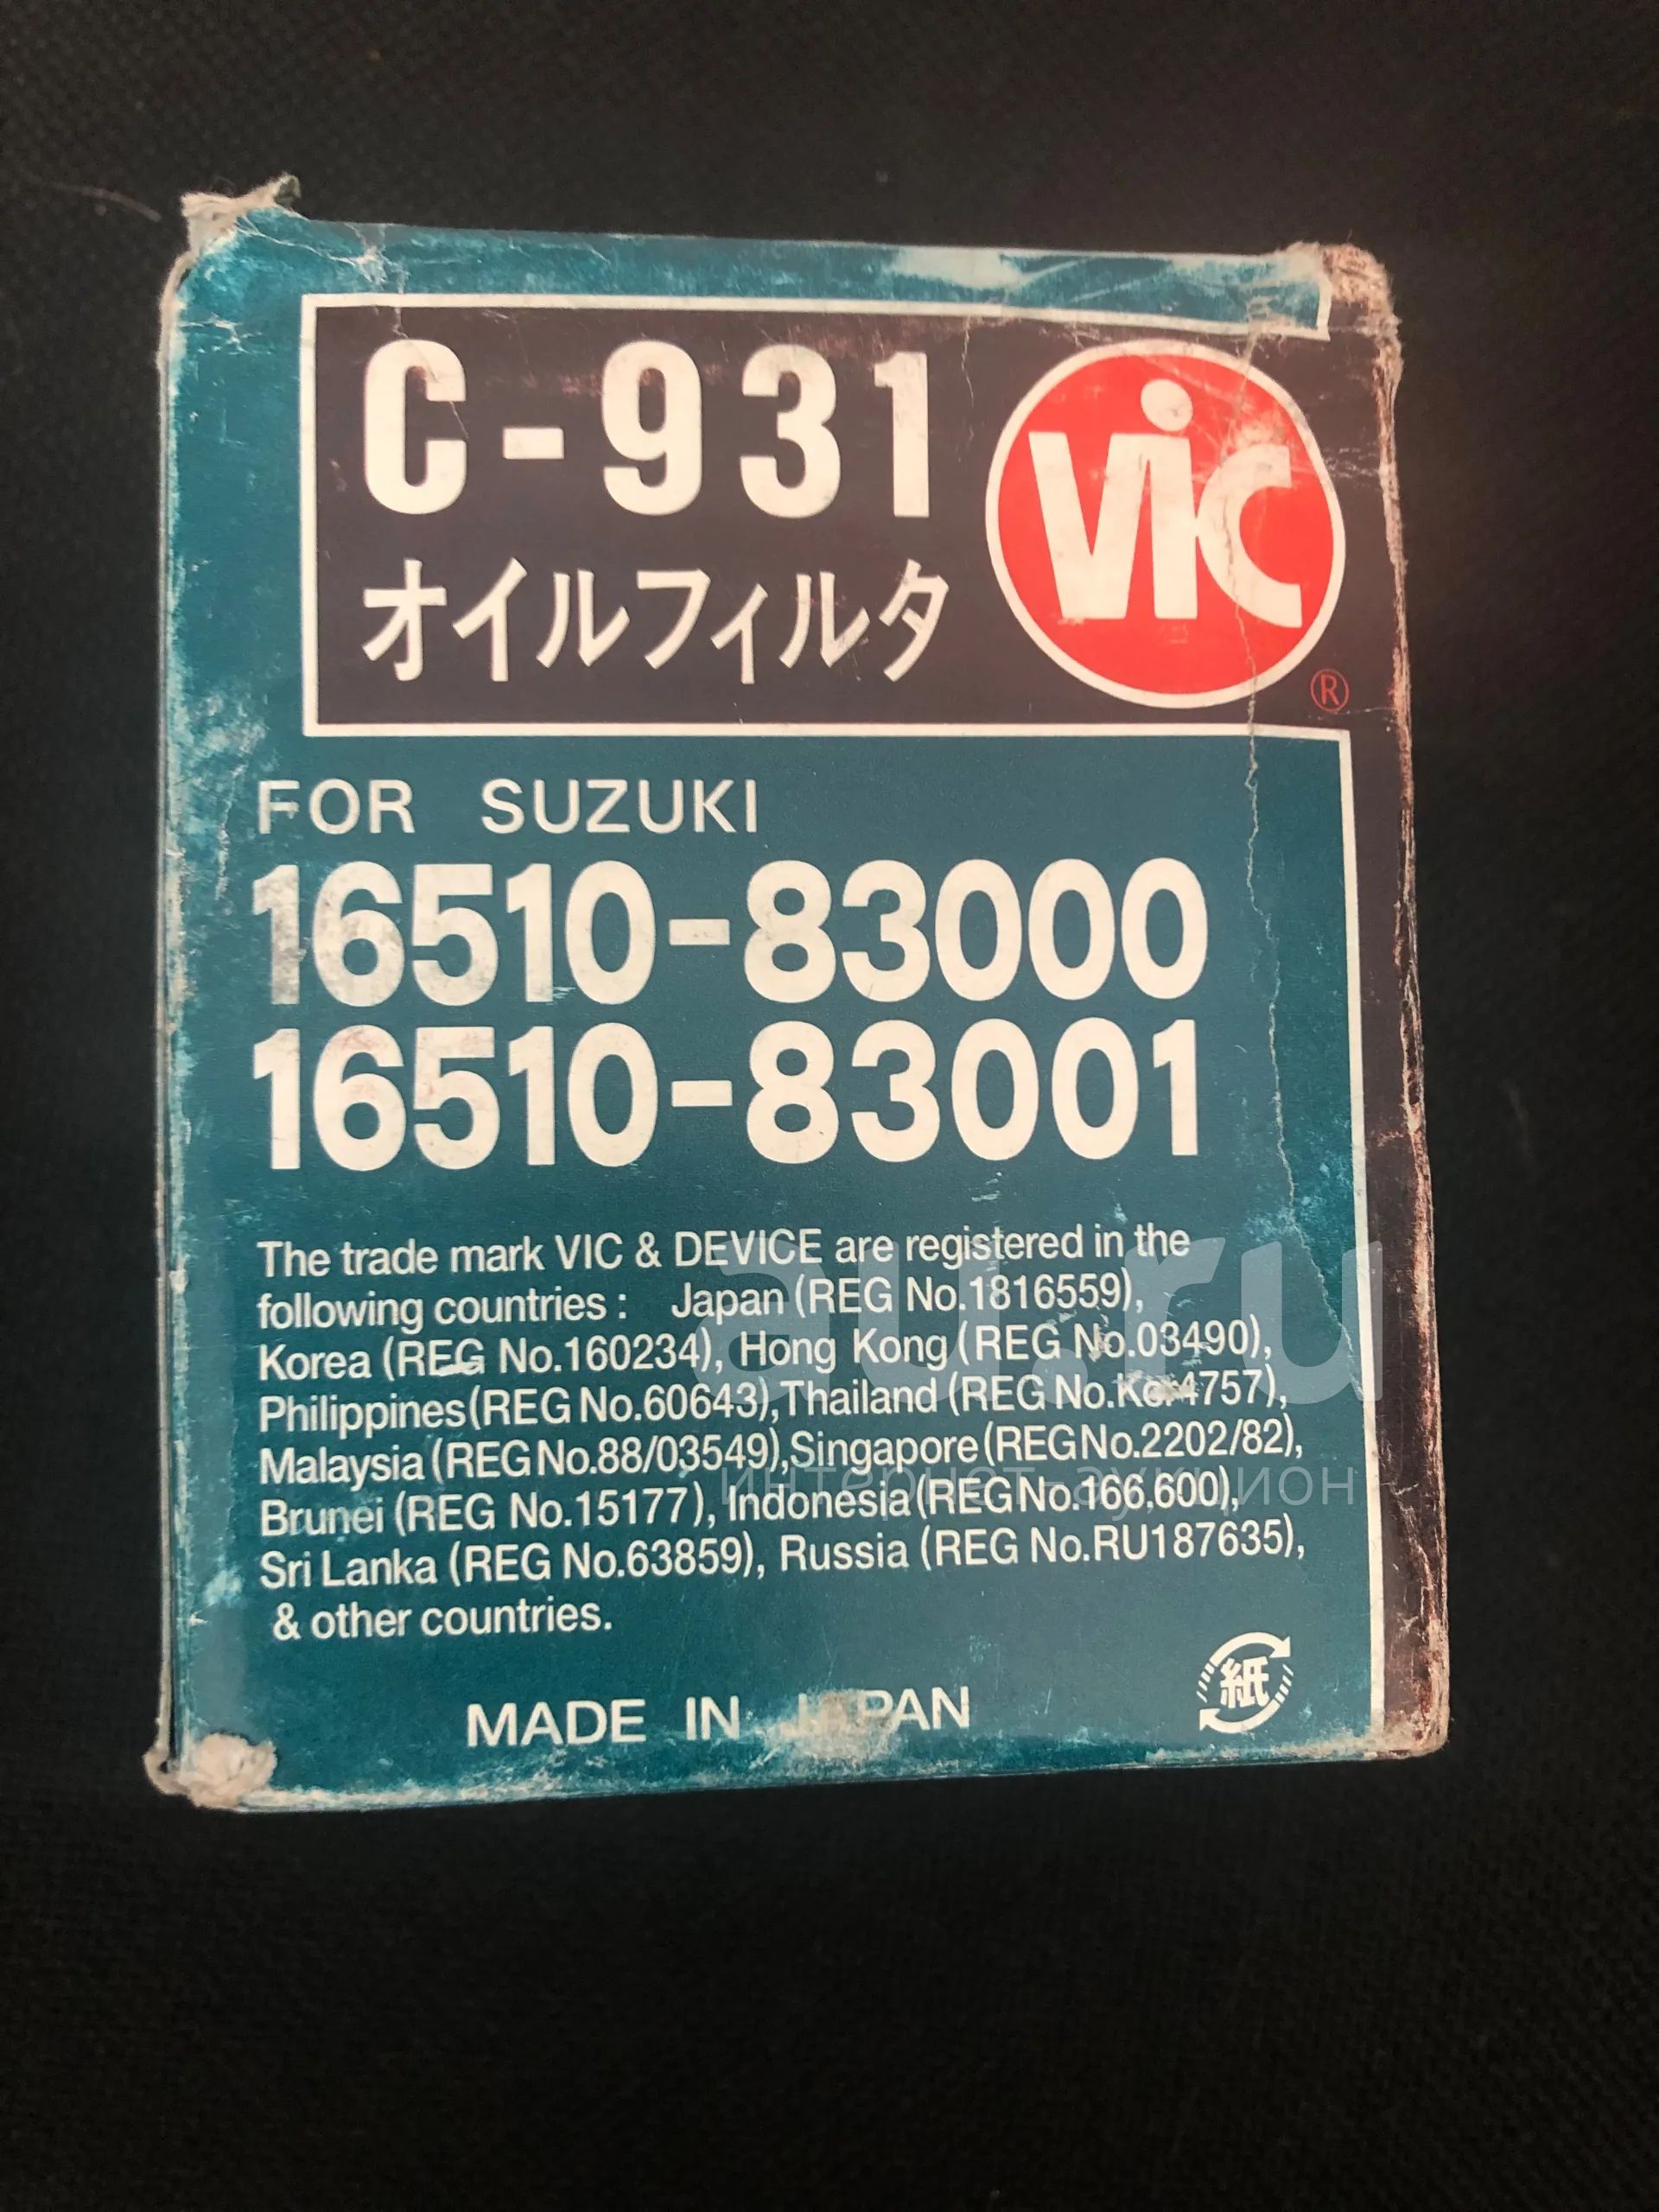 C-931
オイルフィルタ
ViC
®
FOR SUZUKI
16510-83000
16510-83001
The trade mark VIC & DEVICE are registered in the
following countries : Japan (REG No.1816559),
Korea (REG No.160234), Hong Kong (REG No.03490),
Philippines (REG No.60643), Thailand (REG No.Kor4757),
Malaysia (REG No.88/03549), Singapore (REG No.2202/82),
Brunei (REG No.15177), Indonesia (REG No.166,600),
Sri Lanka (REG No.63859), Russia (REG No.RU187635),
& other countries.
MADE IN JAPAN
紙
au.ru
интернет-аукцион